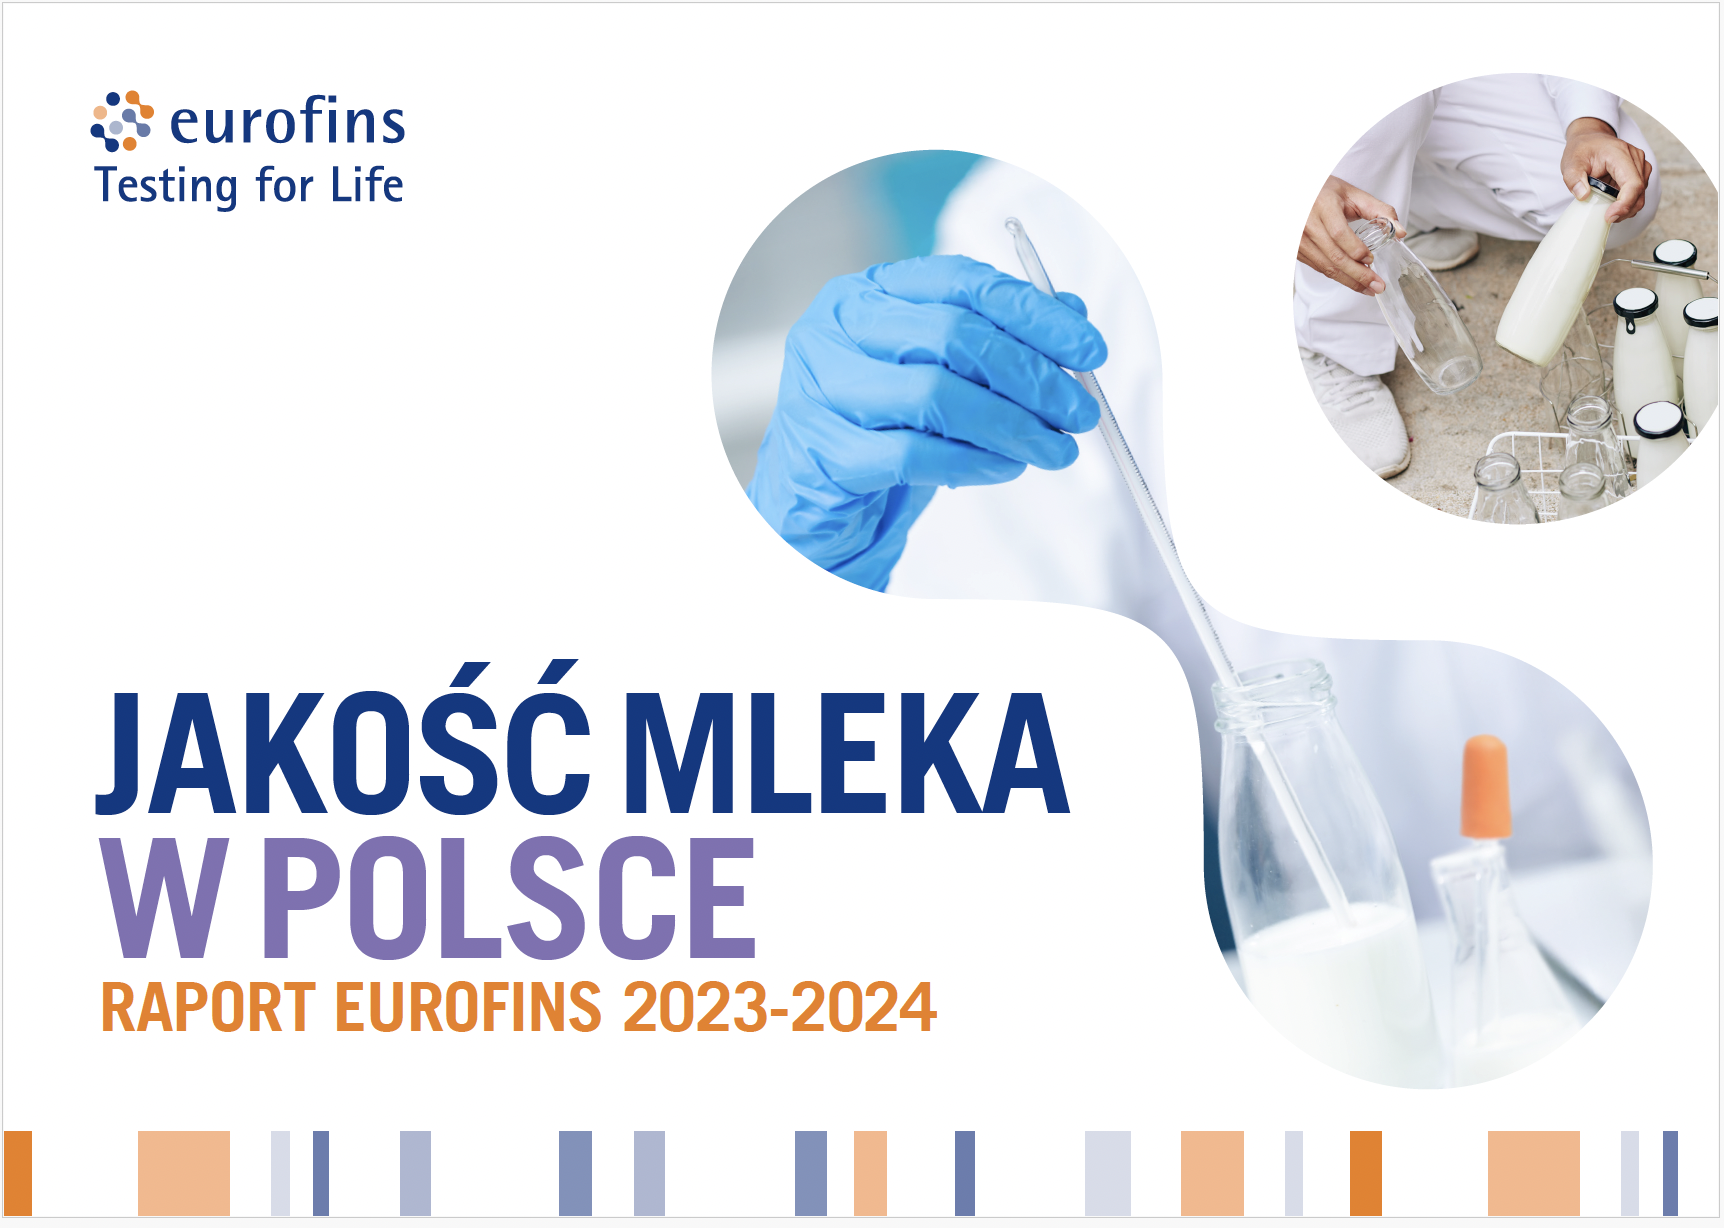 eurofins
Testing for Life
JAKOŚĆ MLEKA
W POLSCE
RAPORT EUROFINS 2023-2024